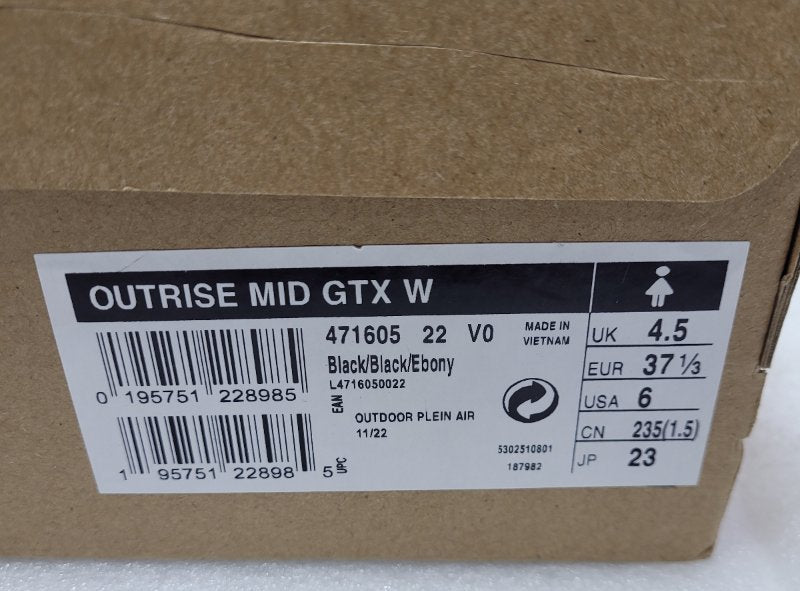 OUTRISE MID GTX W
471605 22 V0
MADE IN
VIETNAM
Black/Black/Ebony
L4716050022
0 195751 228985
EAN
OUTDOOR PLEIN AIR
11/22
1 95751 22898 5
UPC
5302510801
187982
UK 4.5
EUR 37 1/3
USA 6
CN 235(1.5)
JP 23